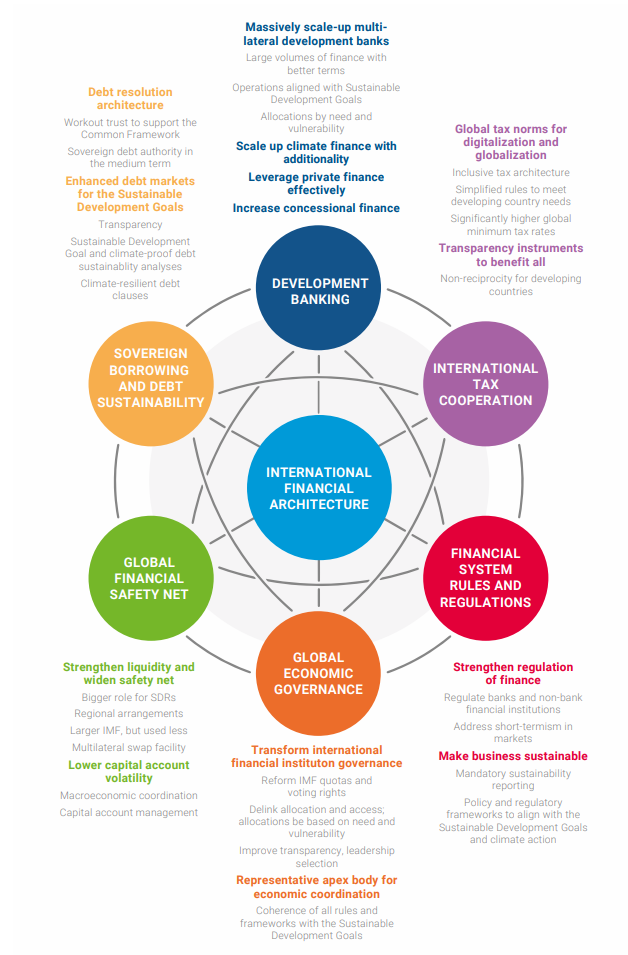 Massively scale-up multi-
lateral development banks
Large volumes of finance with
better terms
Operations aligned with Sustainable
Development Goals
Allocations by need and
vulnerability
Scale up climate finance with
additionality
Leverage private finance
effectively
Increase concessional finance
Debt resolution
architecture
Workout trust to support the
Common Framework
Sovereign debt authority in
the medium term
Enhanced debt markets
for the Sustainable
Development Goals
Transparency
Sustainable Development
Goal and climate-proof debt
sustainablity analyses
Climate-resilient debt
clauses
Global tax norms for
digitalization and
globalization
Inclusive tax architecture
Simplified rules to meet
developing country needs
Significantly higher global
minimum tax rates
Transparency instruments
to benefit all
Non-reciprocity for developing
countries
DEVELOPMENT
BANKING
SOVEREIGN
BORROWING
AND DEBT
SUSTAINABILITY
INTERNATIONAL
TAX
COOPERATION
INTERNATIONAL
FINANCIAL
ARCHITECTURE
GLOBAL
FINANCIAL
SAFETY NET
FINANCIAL
SYSTEM
RULES AND
REGULATIONS
GLOBAL
ECONOMIC
GOVERNANCE
Strengthen liquidity and
widen safety net
Bigger role for SDRs
Regional arrangements
Larger IMF, but used less
Multilateral swap facility
Lower capital account
volatility
Macroeconomic coordination
Capital account management
Transform international
financial instituton governance
Reform IMF quotas and
voting rights
Delink allocation and access;
allocations be based on need and
vulnerability
Improve transparency, leadership
selection
Representative apex body for
economic coordination
Coherence of all rules and
frameworks with the Sustainable
Development Goals
Strengthen regulation
of finance
Regulate banks and non-bank
financial institutions
Address short-termism in
markets
Make business sustainable
Mandatory sustainability
reporting
Policy and regulatory
frameworks to align with the
Sustainable Development Goals
and climate action